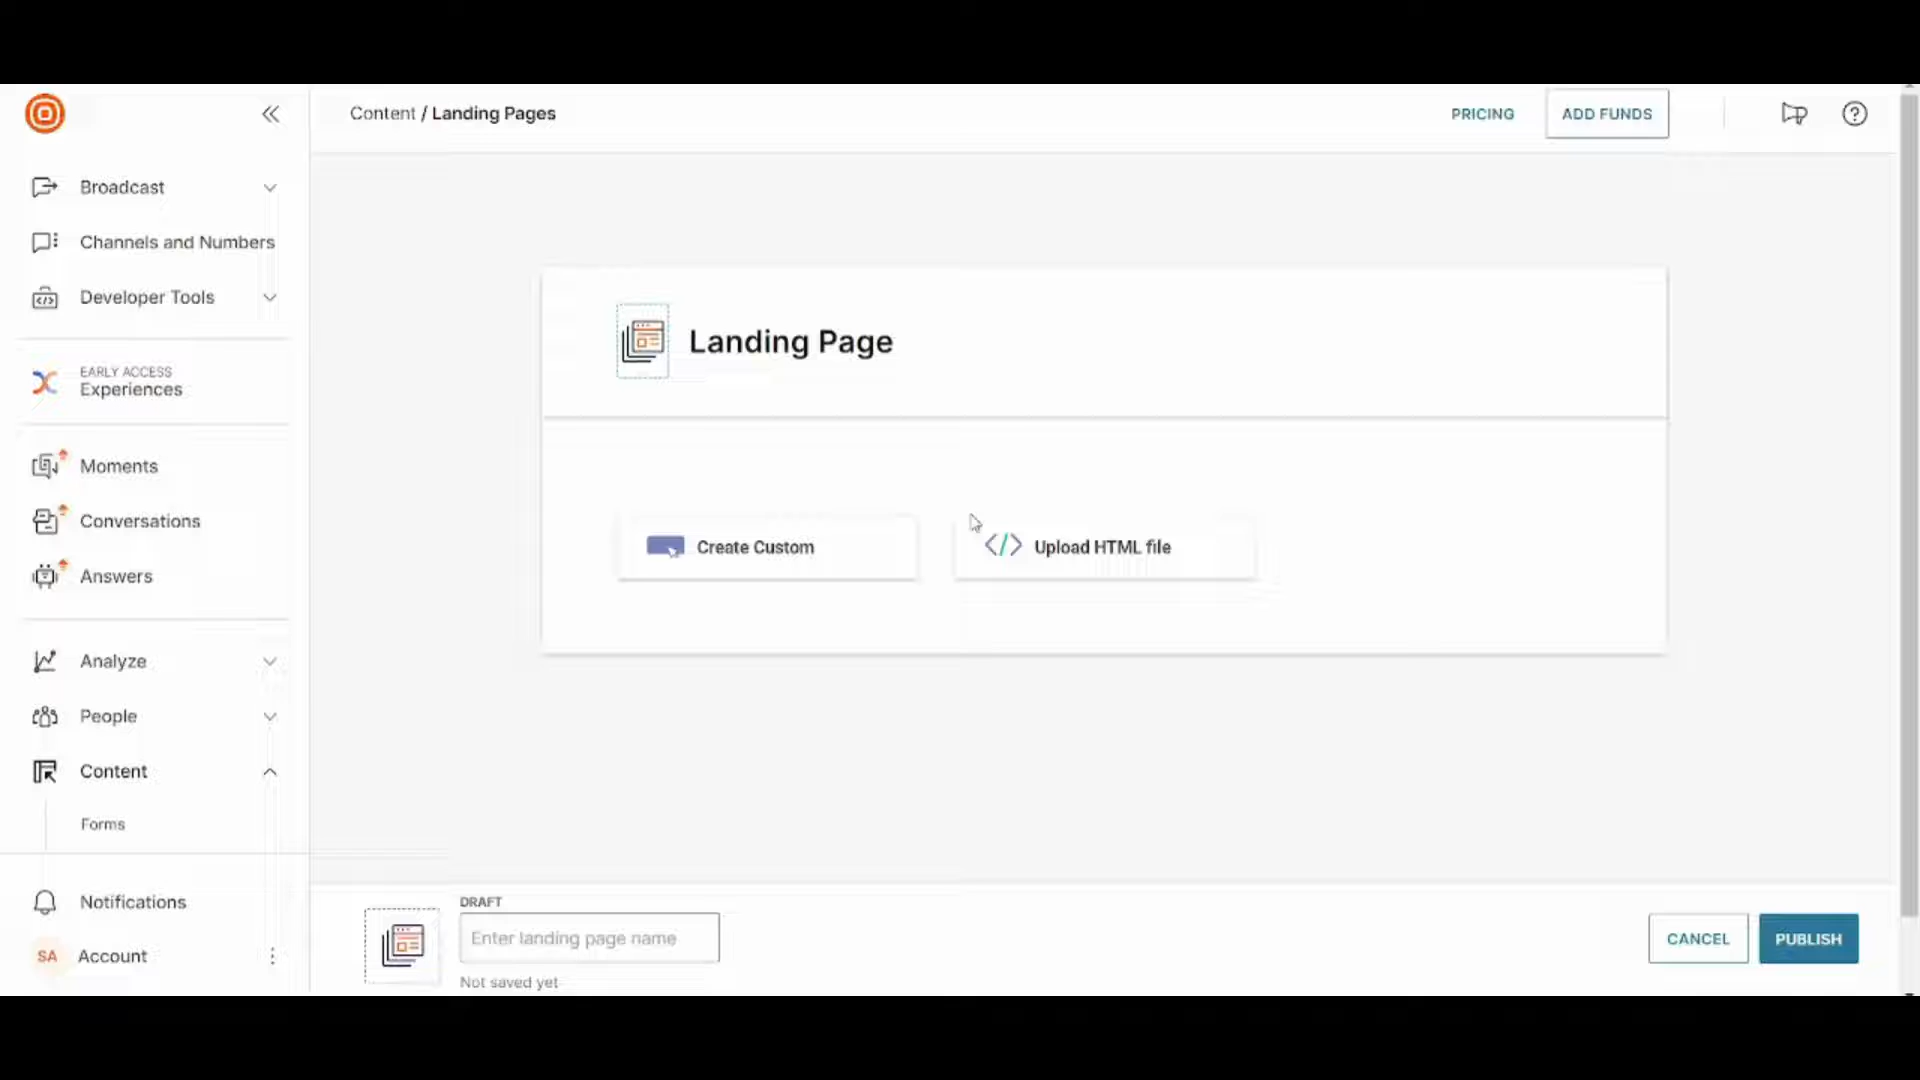 Content / Landing Pages
PRICING
ADD FUNDS
Broadcast
Channels and Numbers
Developer Tools
EARLY ACCESS
Experiences
Moments
Conversations
Answers
Analyze
People
Content
Forms
Notifications
SA
Account
Landing Page
Create Custom
</> Upload HTML file
DRAFT
Enter landing page name
Not saved yet
CANCEL
PUBLISH